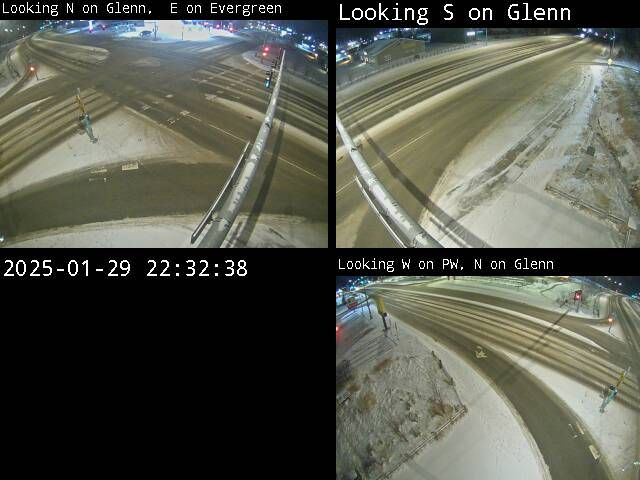 Looking N on Glenn,  E on Evergreen
Looking S on Glenn
2025-01-29 22:32:38
Looking W on PW, N on Glenn